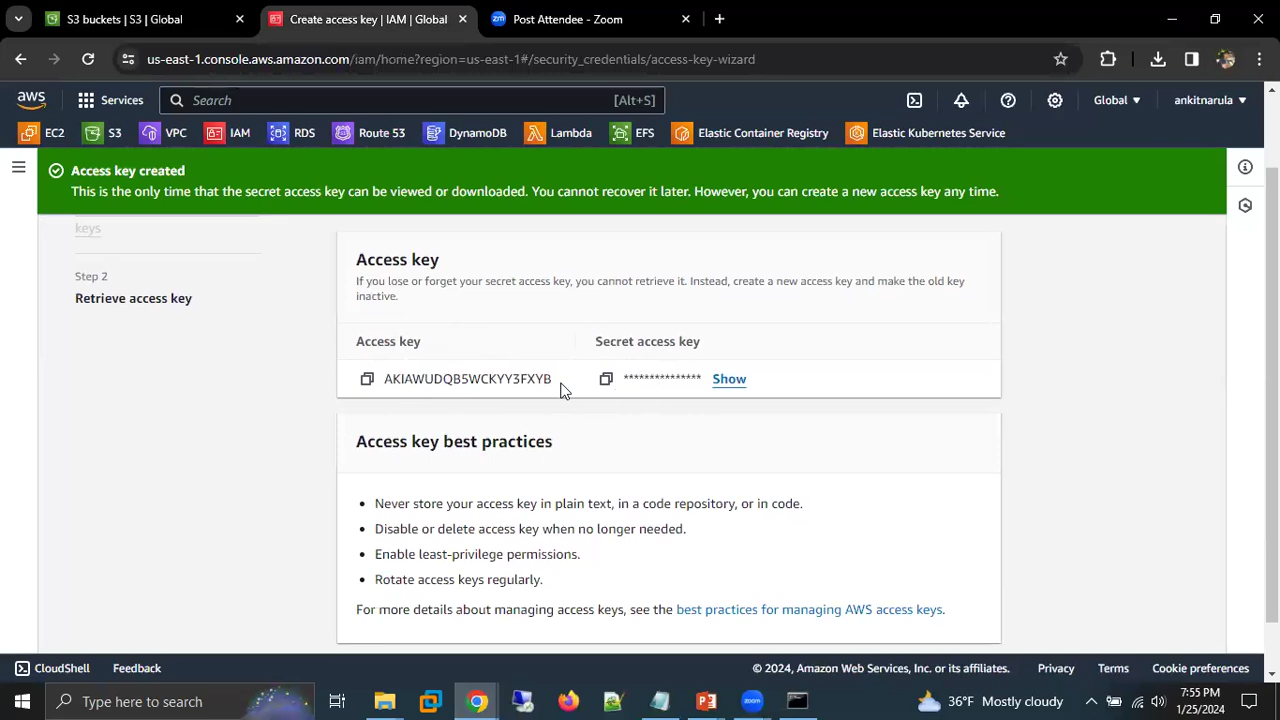 S3 buckets | S3 | Global
Create access key | IAM | Global
Post Attendee - Zoom
us-east-1.console.aws.amazon.com/iam/home?region=us-east-1#/security_credentials/access-key-wizard
aws
Services
Search
[Alt+S]
Global
ankitnarula
EC2
S3
VPC
IAM
RDS
Route 53
DynamoDB
Lambda
EFS
Elastic Container Registry
Elastic Kubernetes Service
Access key created
This is the only time that the secret access key can be viewed or downloaded. You cannot recover it later. However, you can create a new access key any time.
keys
Step 2
Retrieve access key
Access key
If you lose or forget your secret access key, you cannot retrieve it. Instead, create a new access key and make the old key
inactive.
Access key
Secret access key
AKIAWUDQB5WCKYY3FXYB
***************
Show
Access key best practices
• Never store your access key in plain text, in a code repository, or in code.
• Disable or delete access key when no longer needed.
• Enable least-privilege permissions.
• Rotate access keys regularly.
For more details about managing access keys, see the best practices for managing AWS access keys.
CloudShell
Feedback
© 2024, Amazon Web Services, Inc. or its affiliates.
Privacy
Terms
Cookie preferences
Type here to search
36°F Mostly cloudy
7:55 PM
1/25/2024